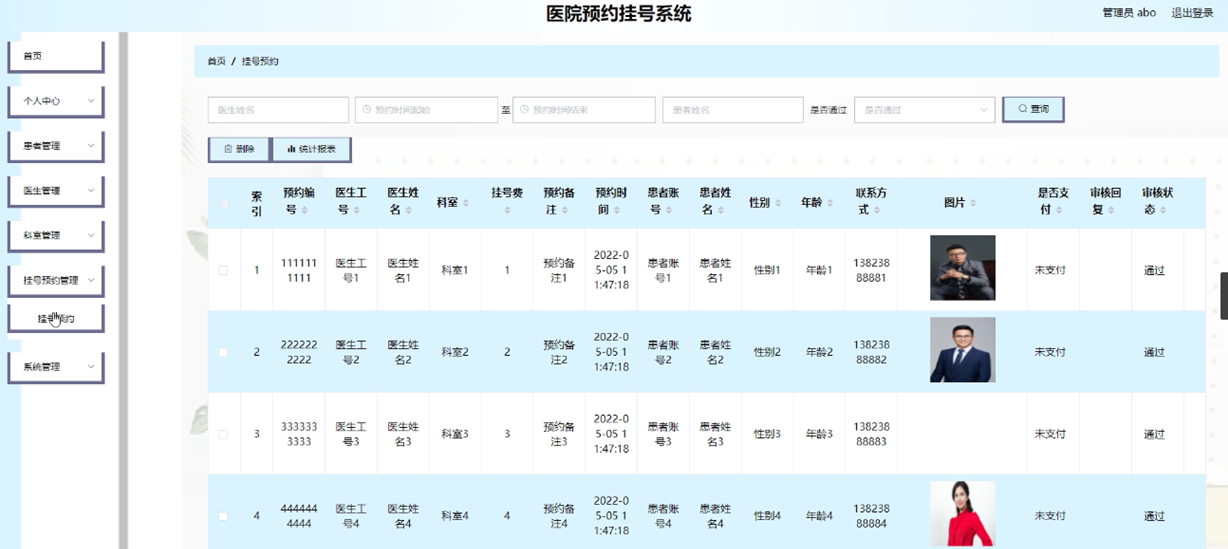 医院预约挂号系统
管理员 abo 退出登录
首页
个人中心
患者管理
医生管理
科室管理
挂号预约管理
挂号预约
系统管理
首页 / 挂号预约
医生姓名 预约时间起始 至 预约时间结束 患者姓名 是否通过 是否通过 查询
删除 统计报表
索引 预约编号 医生工号 医生姓名 科室 挂号费 预约备注 预约时间 患者账号 患者姓名 性别 年龄 联系方式 图片 是否支付 审核回复 审核状态
1 1111111111 医生工号1 医生姓名1 科室1 1 预约备注1 2022-05-05 11:47:18 患者账号1 患者姓名1 性别1 年龄1 13823888881 未支付 通过
2 2222222222 医生工号2 医生姓名2 科室2 2 预约备注2 2022-05-05 11:47:18 患者账号2 患者姓名2 性别2 年龄2 13823888882 未支付 通过
3 3333333333 医生工号3 医生姓名3 科室3 3 预约备注3 2022-05-05 11:47:18 患者账号3 患者姓名3 性别3 年龄3 13823888883 未支付 通过
4 4444444444 医生工号4 医生姓名4 科室4 4 预约备注4 2022-05-05 11:47:18 患者账号4 患者姓名4 性别4 年龄4 13823888884 未支付 通过